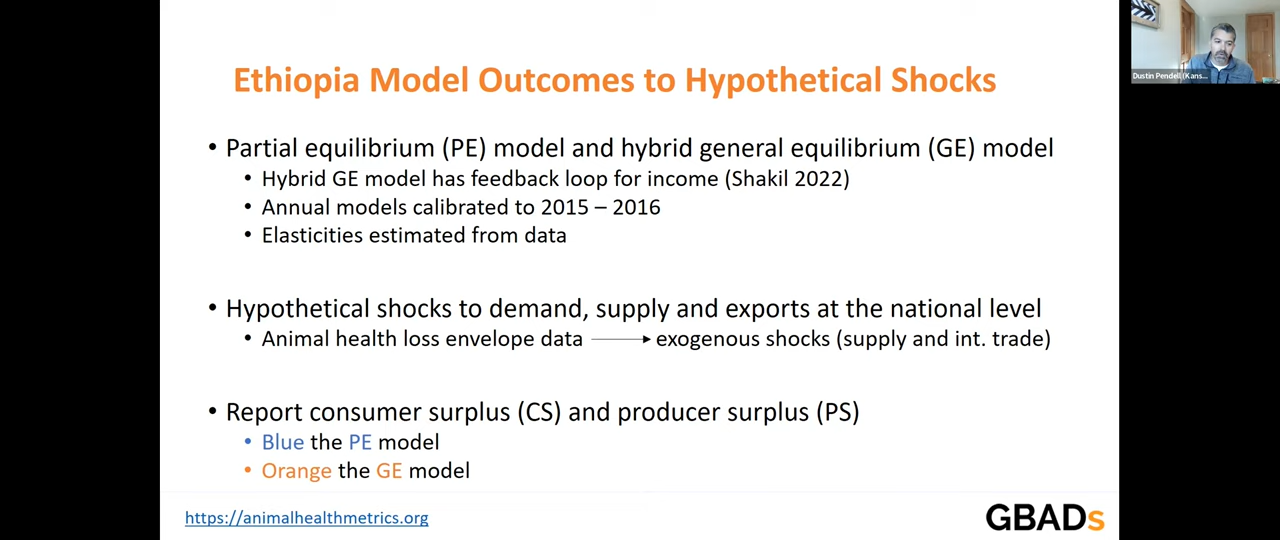 Ethiopia Model Outcomes to Hypothetical Shocks
• Partial equilibrium (PE) model and hybrid general equilibrium (GE) model
• Hybrid GE model has feedback loop for income (Shakil 2022)
• Annual models calibrated to 2015 – 2016
• Elasticities estimated from data
• Hypothetical shocks to demand, supply and exports at the national level
• Animal health loss envelope data → exogenous shocks (supply and int. trade)
• Report consumer surplus (CS) and producer surplus (PS)
• Blue the PE model
• Orange the GE model
https://animalhealthmetrics.org
GBADs
Dustin Pendell (Kans...